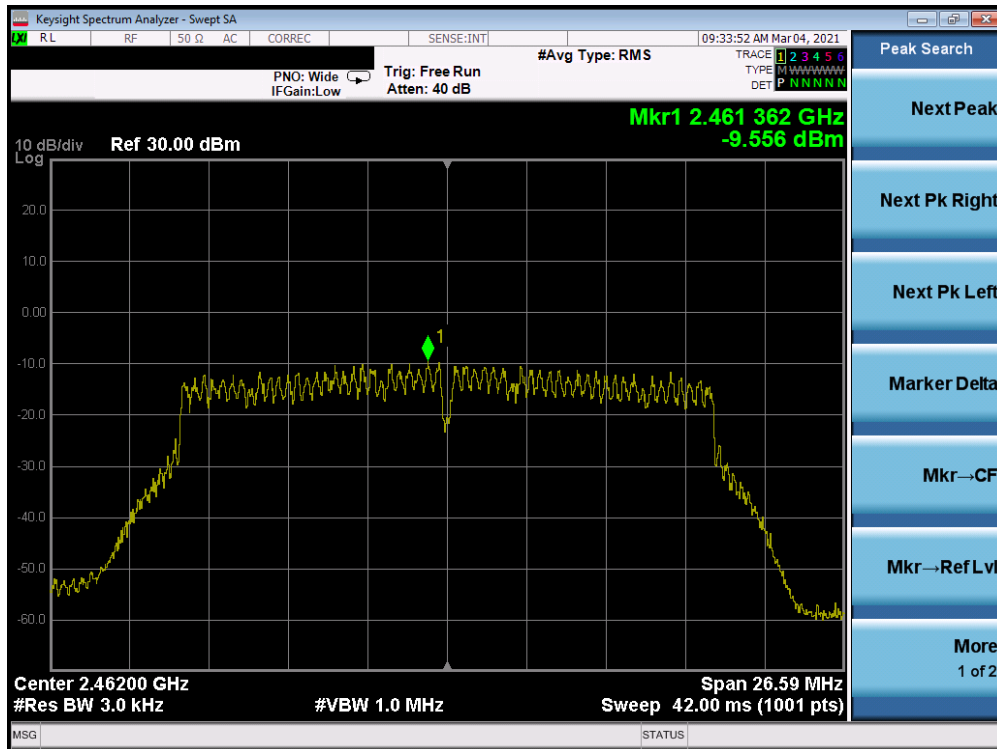 Keysight Spectrum Analyzer - Swept SA
LXI RL RF 50 Ω AC CORREC SENSE:INT 09:33:52 AM Mar 04, 2021
#Avg Type: RMS TRACE 1 2 3 4 5 6
PNO: Wide Trig: Free Run TYPE M WWWWW
IFGain:Low Atten: 40 dB DET P N N N N N
Mkr1 2.461 362 GHz
-9.556 dBm
10 dB/div Ref 30.00 dBm
Log
20.0
10.0
0.00
1
-10.0
-20.0
-30.0
-40.0
-50.0
-60.0
Center 2.46200 GHz Span 26.59 MHz
#Res BW 3.0 kHz #VBW 1.0 MHz Sweep 42.00 ms (1001 pts)
MSG STATUS
Peak Search
Next Peak
Next Pk Right
Next Pk Left
Marker Delta
Mkr→CF
Mkr→Ref Lvl
More
1 of 2